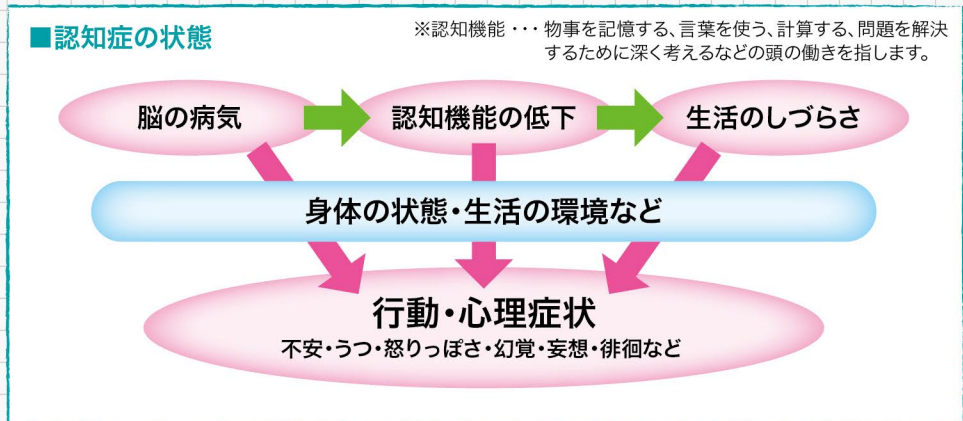 ■認知症の状態
※認知機能 ･･･ 物事を記憶する、言葉を使う、計算する、問題を解決
するために深く考えるなどの頭の働きを指します。
脳の病気
認知機能の低下
生活のしづらさ
身体の状態・生活の環境など
行動・心理症状
不安・うつ・怒りっぽさ・幻覚・妄想・徘徊など